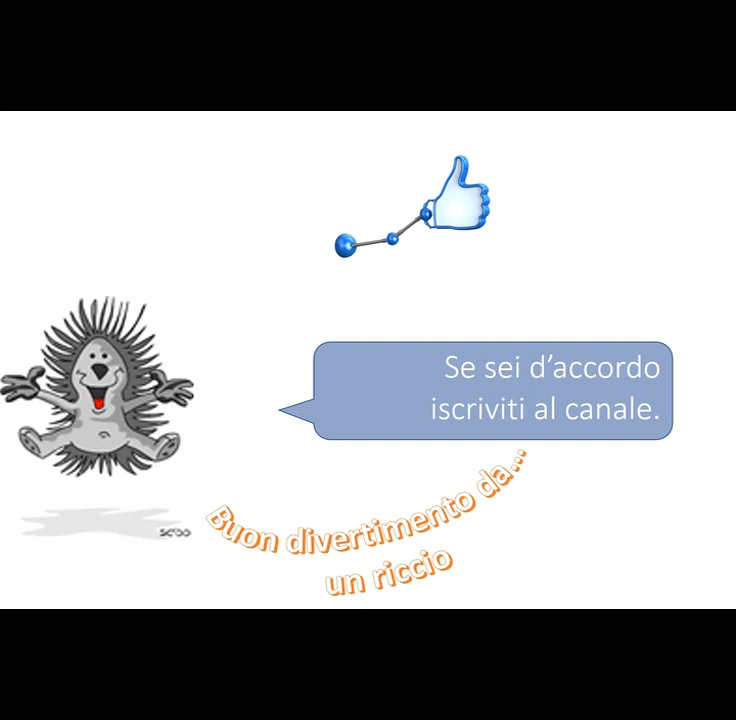 Se sei d’accordo
iscriviti al canale.
Buon divertimento da...
un riccio